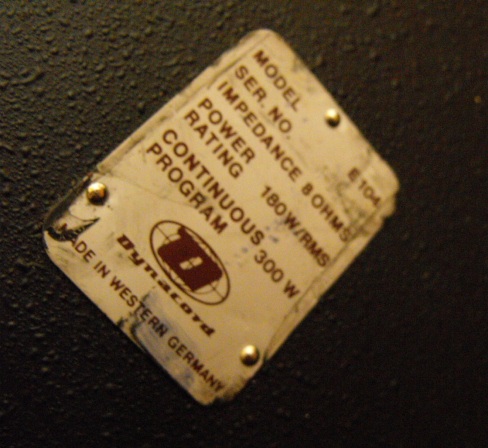 MODEL E 104
SER. NO.
IMPEDANCE 8 OHMS
POWER
RATING 180 W/RMS
CONTINUOUS
PROGRAM 300 W
D
Dynacord
MADE IN WESTERN GERMANY